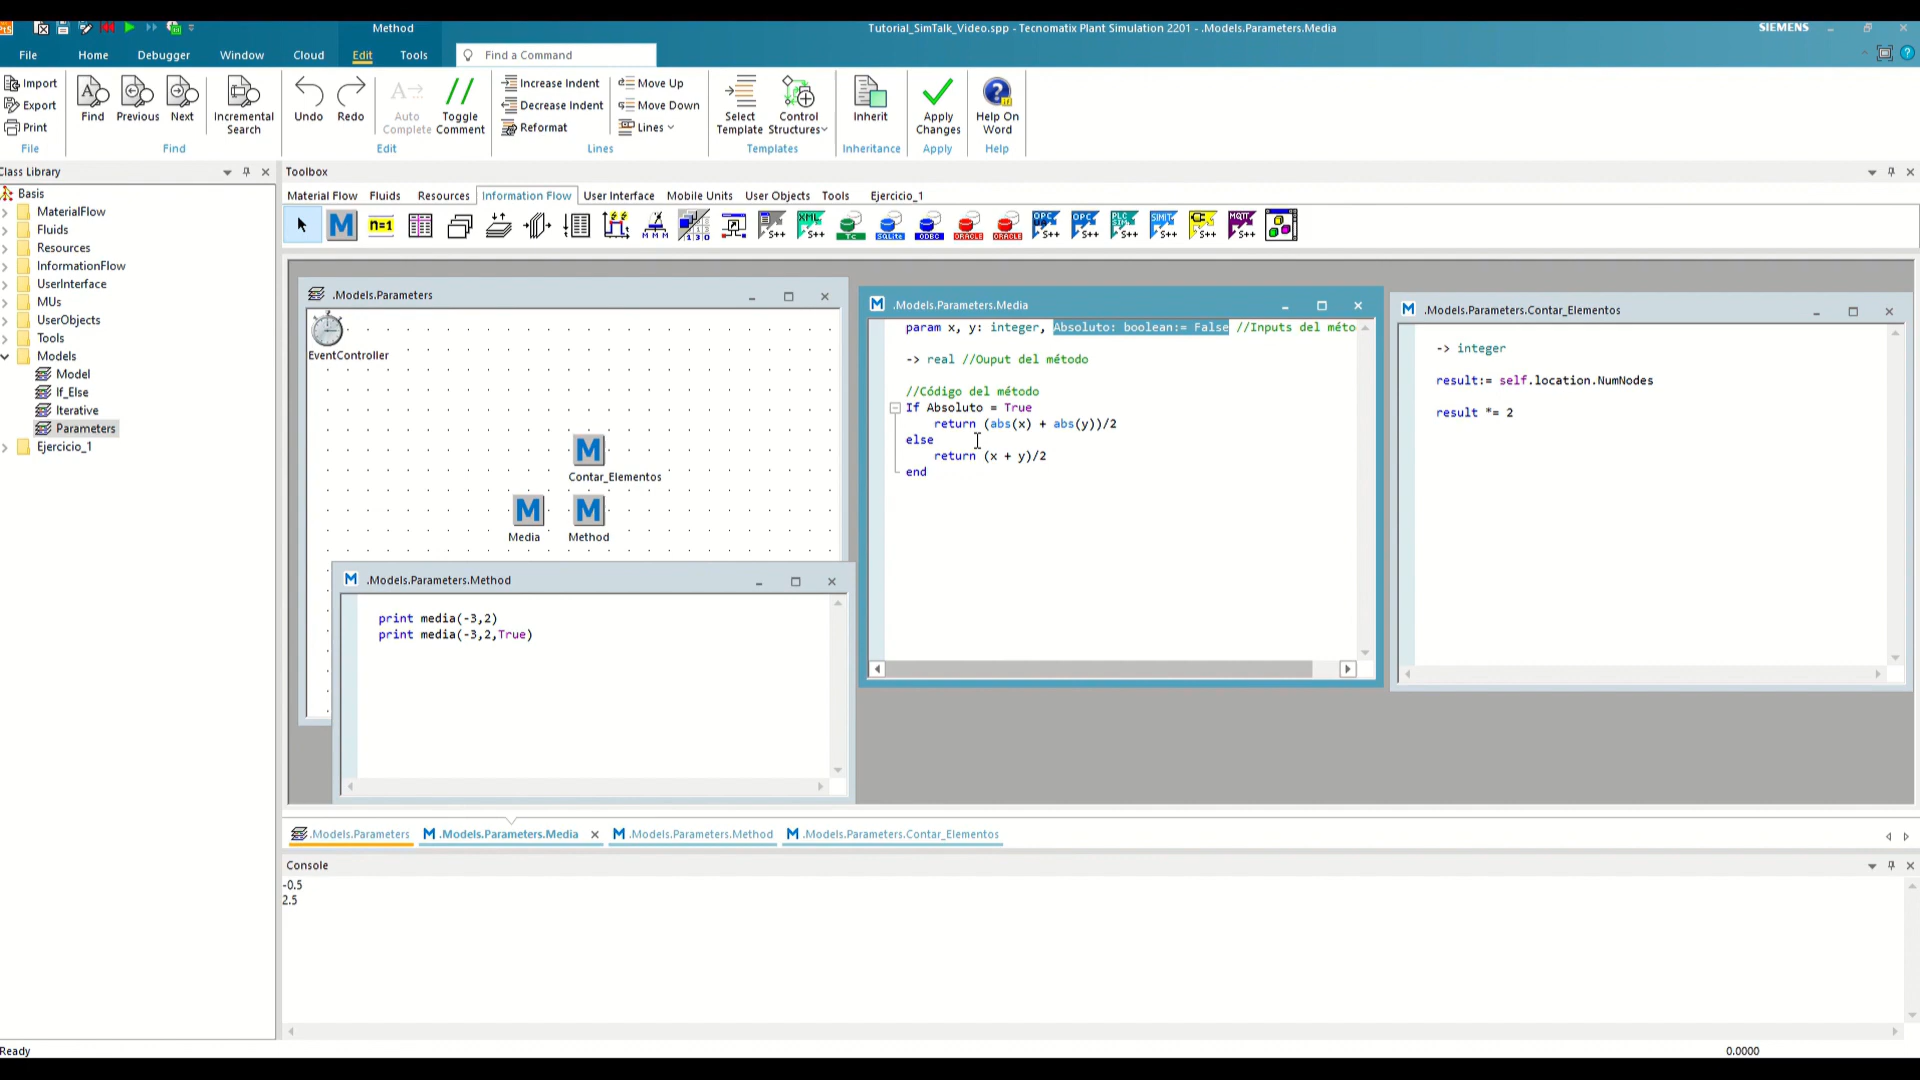 Method
Tutorial_SimTalk_Video.spp - Tecnomatix Plant Simulation 2201 - .Models.Parameters.Media
SIEMENS
File
Home
Debugger
Window
Cloud
Edit
Tools
Find a Command
Import
Export
Print
File
Find
Previous
Next
Incremental Search
Find
Undo
Redo
Auto Complete
Toggle Comment
Edit
Increase Indent
Decrease Indent
Reformat
Move Up
Move Down
Lines
Lines
Select Template
Control Structures
Templates
Inherit
Inheritance
Apply Changes
Apply
Help On Word
Help
Class Library
Basis
MaterialFlow
Fluids
Resources
InformationFlow
UserInterface
MUs
UserObjects
Tools
Models
Model
If_Else
Iterative
Parameters
Ejercicio_1
Toolbox
Material Flow
Fluids
Resources
Information Flow
User Interface
Mobile Units
User Objects
Tools
Ejercicio_1
.Models.Parameters
EventController
Contar_Elementos
Media
Method
.Models.Parameters.Method
print media(-3,2)
print media(-3,2,True)
.Models.Parameters.Media
param x, y: integer, Absoluto: boolean:= False //Inputs del méto
-> real //Ouput del método
//Código del método
If Absoluto = True
return (abs(x) + abs(y))/2
else
return (x + y)/2
end
.Models.Parameters.Contar_Elementos
-> integer
result:= self.location.NumNodes
result *= 2
.Models.Parameters
.Models.Parameters.Media
.Models.Parameters.Method
.Models.Parameters.Contar_Elementos
Console
-0.5
2.5
Ready
0.0000